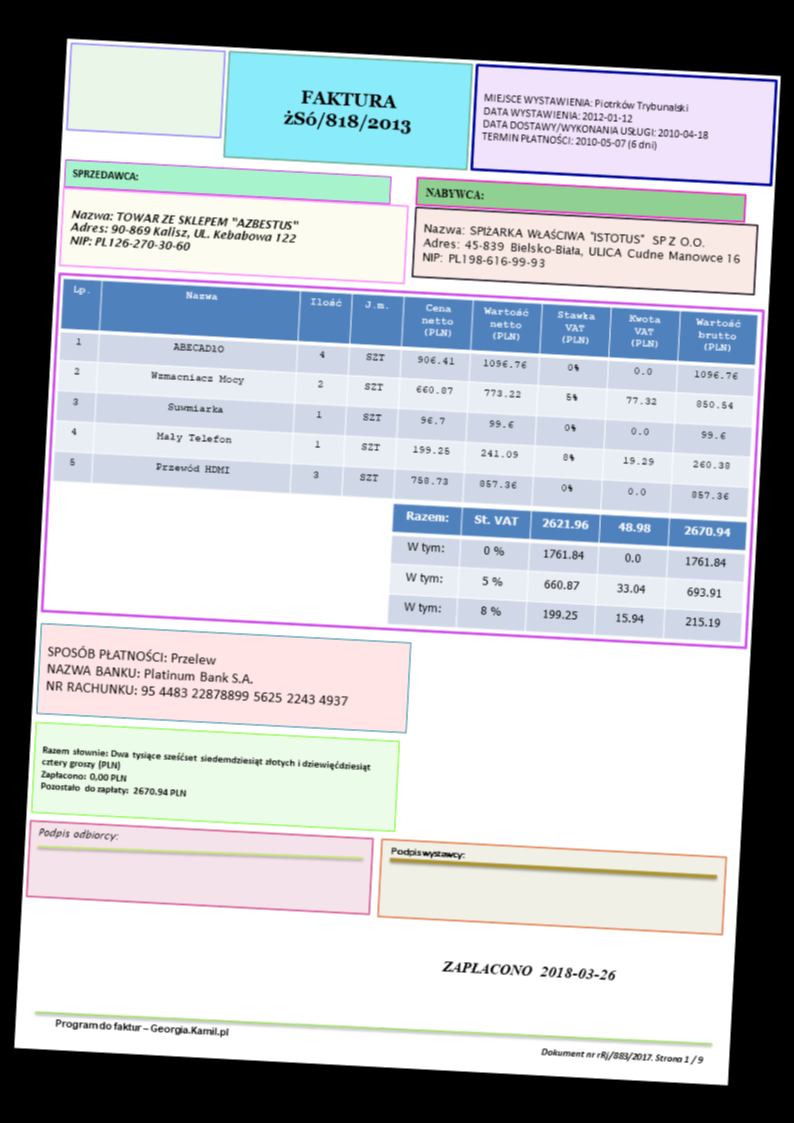 FAKTURA
żSó/818/2013
MIEJSCE WYSTAWIENIA: Piotrków Trybunalski
DATA WYSTAWIENIA: 2012-01-12
DATA DOSTAWY/WYKONANIA USŁUGI: 2010-04-18
TERMIN PŁATNOŚCI: 2010-05-07 (6 dni)
SPRZEDAWCA:
Nazwa: TOWAR ZE SKLEPEM "AZBESTUS"
Adres: 90-869 Kalisz, UL. Kebabowa 122
NIP: PL126-270-30-60
NABYWCA:
Nazwa: SPIŻARKA WŁAŚCIWA "ISTOTUS" SP Z O.O.
Adres: 45-839 Bielsko-Biała, ULICA Cudne Manowce 16
NIP: PL198-616-99-93
Lp. Nazwa Ilość J.m. Cena netto (PLN) Wartość netto (PLN) Stawka VAT (PLN) Kwota VAT (PLN) Wartość brutto (PLN)
1 ABECADŁO 4 SZT 906.41 1096.76 0% 0.0 1096.76
2 Wzmacniacz Mocy 2 SZT 660.87 773.22 5% 77.32 850.54
3 Suwmiarka 1 SZT 96.7 99.6 0% 0.0 99.6
4 Mały Telefon 1 SZT 199.25 241.09 8% 19.29 260.38
5 Przewód HDMI 3 SZT 758.73 857.36 0% 0.0 857.36
Razem: St. VAT 2621.96 48.98 2670.94
W tym: 0 % 1761.84 0.0 1761.84
W tym: 5 % 660.87 33.04 693.91
W tym: 8 % 199.25 15.94 215.19
SPOSÓB PŁATNOŚCI: Przelew
NAZWA BANKU: Platinum Bank S.A.
NR RACHUNKU: 95 4483 22878899 5625 2243 4937
Razem słownie: Dwa tysiące sześćset siedemdziesiąt złotych i dziewięćdziesiąt
cztery groszy (PLN)
Zapłacono: 0,00 PLN
Pozostało do zapłaty: 2670.94 PLN
Podpis odbiorcy:
Podpis wystawcy:
ZAPŁACONO 2018-03-26
Program do faktur – Georgia.Kamil.pl
Dokument nr rRj/883/2017. Strona 1 / 9